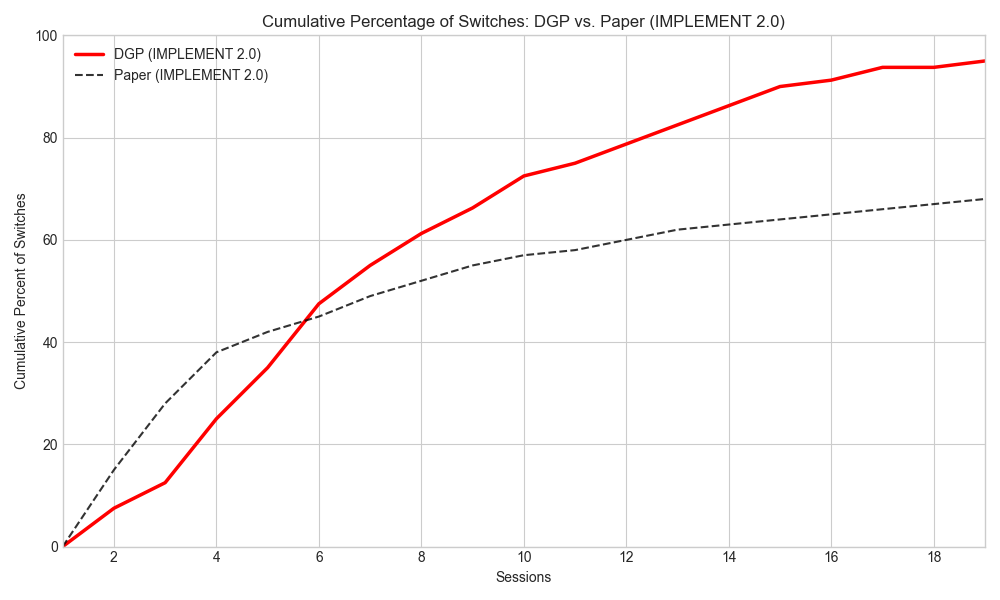 Cumulative Percentage of Switches: DGP vs. Paper (IMPLEMENT 2.0)
DGP (IMPLEMENT 2.0)
Paper (IMPLEMENT 2.0)
Cumulative Percent of Switches
100
80
60
40
20
0
2 4 6 8 10 12 14 16 18
Sessions